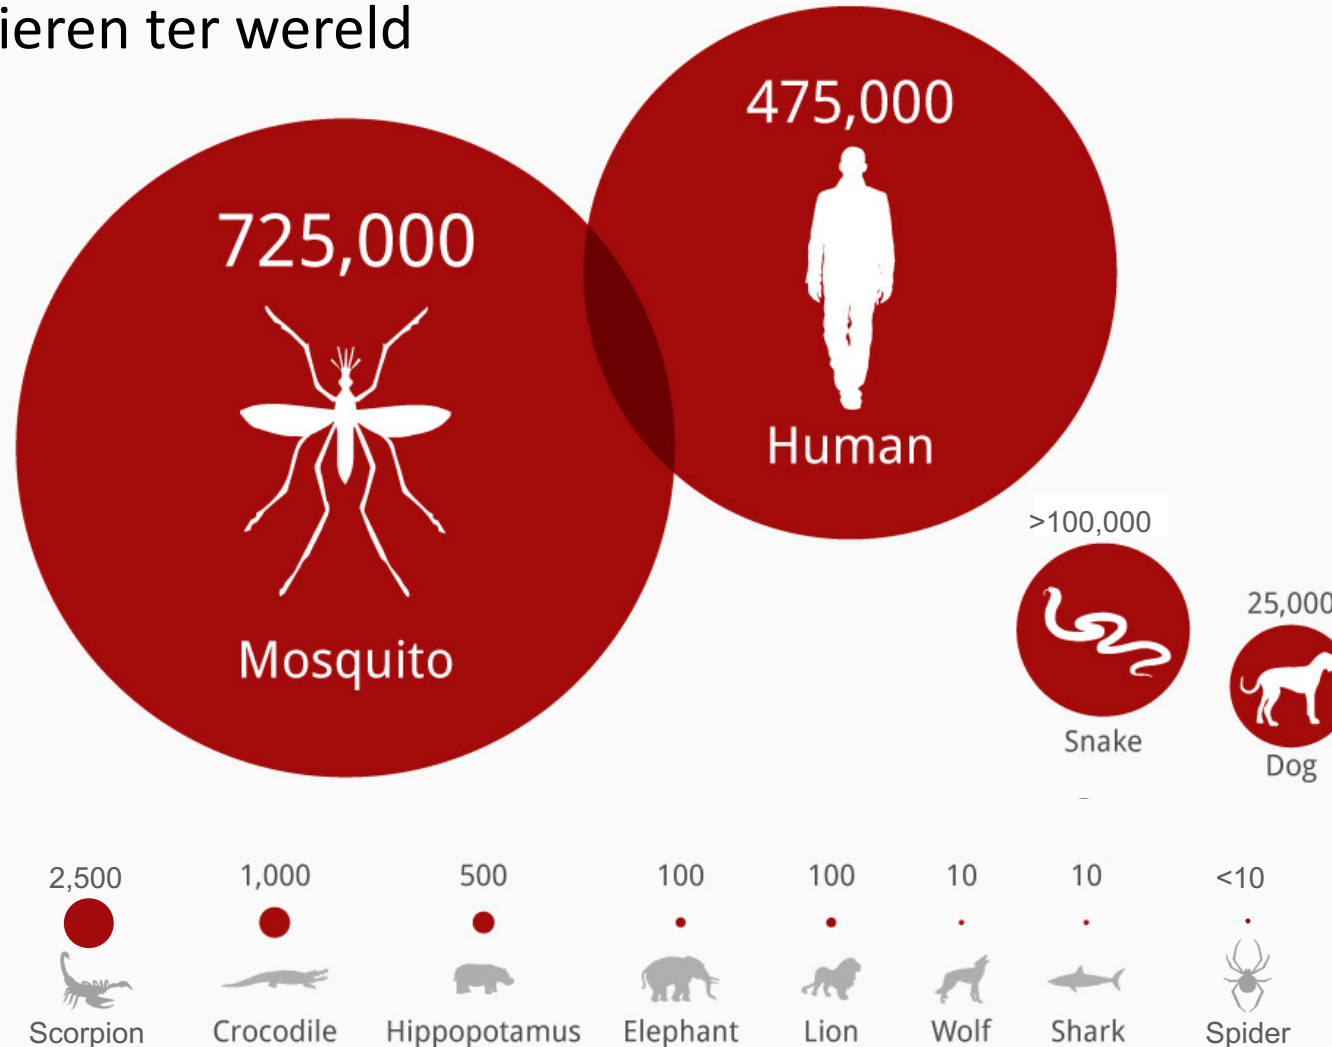 ieren ter wereld
475,000
Human
725,000
Mosquito
>100,000
Snake
25,000
Dog
2,500
1,000
500
100
100
10
10
<10
Scorpion
Crocodile
Hippopotamus
Elephant
Lion
Wolf
Shark
Spider